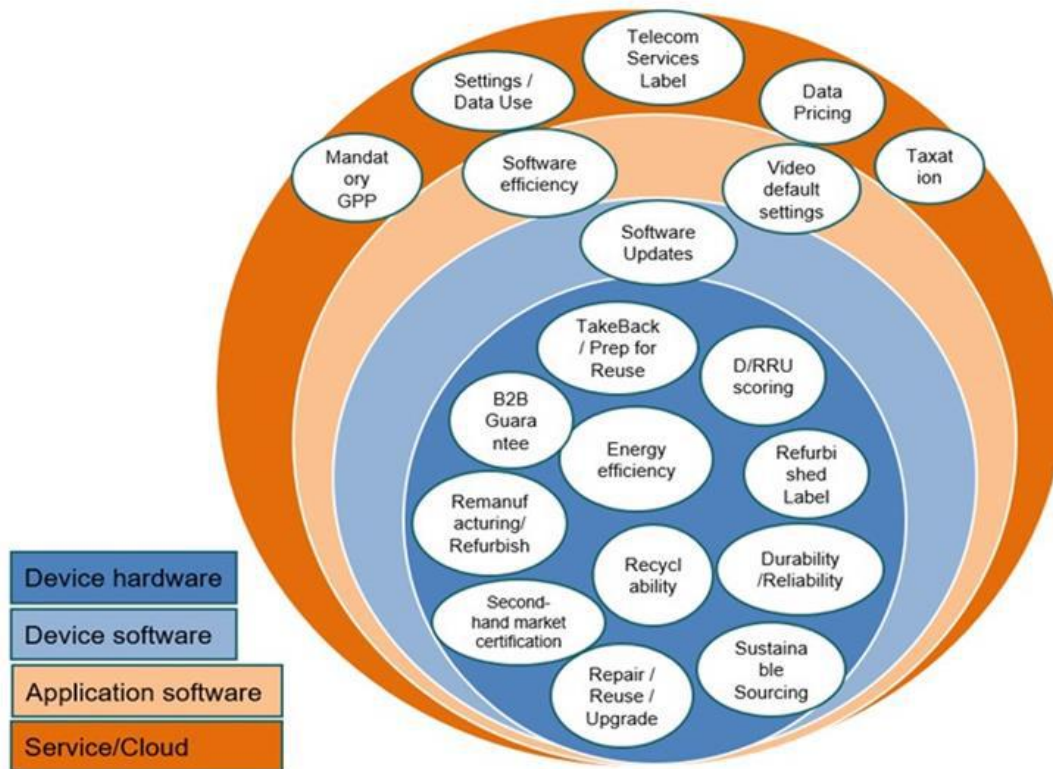 Telecom
Services
Label
Settings /
Data Use
Data
Pricing
Mandat
ory
GPP
Software
efficiency
Video
default
settings
Taxat
ion
Software
Updates
TakeBack
/ Prep for
Reuse
D/RRU
scoring
B2B
Guara
ntee
Energy
efficiency
Refurbi
shed
Label
Remanuf
acturing/
Refurbish
Recycl
ability
Durability
/Reliability
Second-
hand market
certification
Repair /
Reuse /
Upgrade
Sustaina
ble
Sourcing
Device hardware
Device software
Application software
Service/Cloud